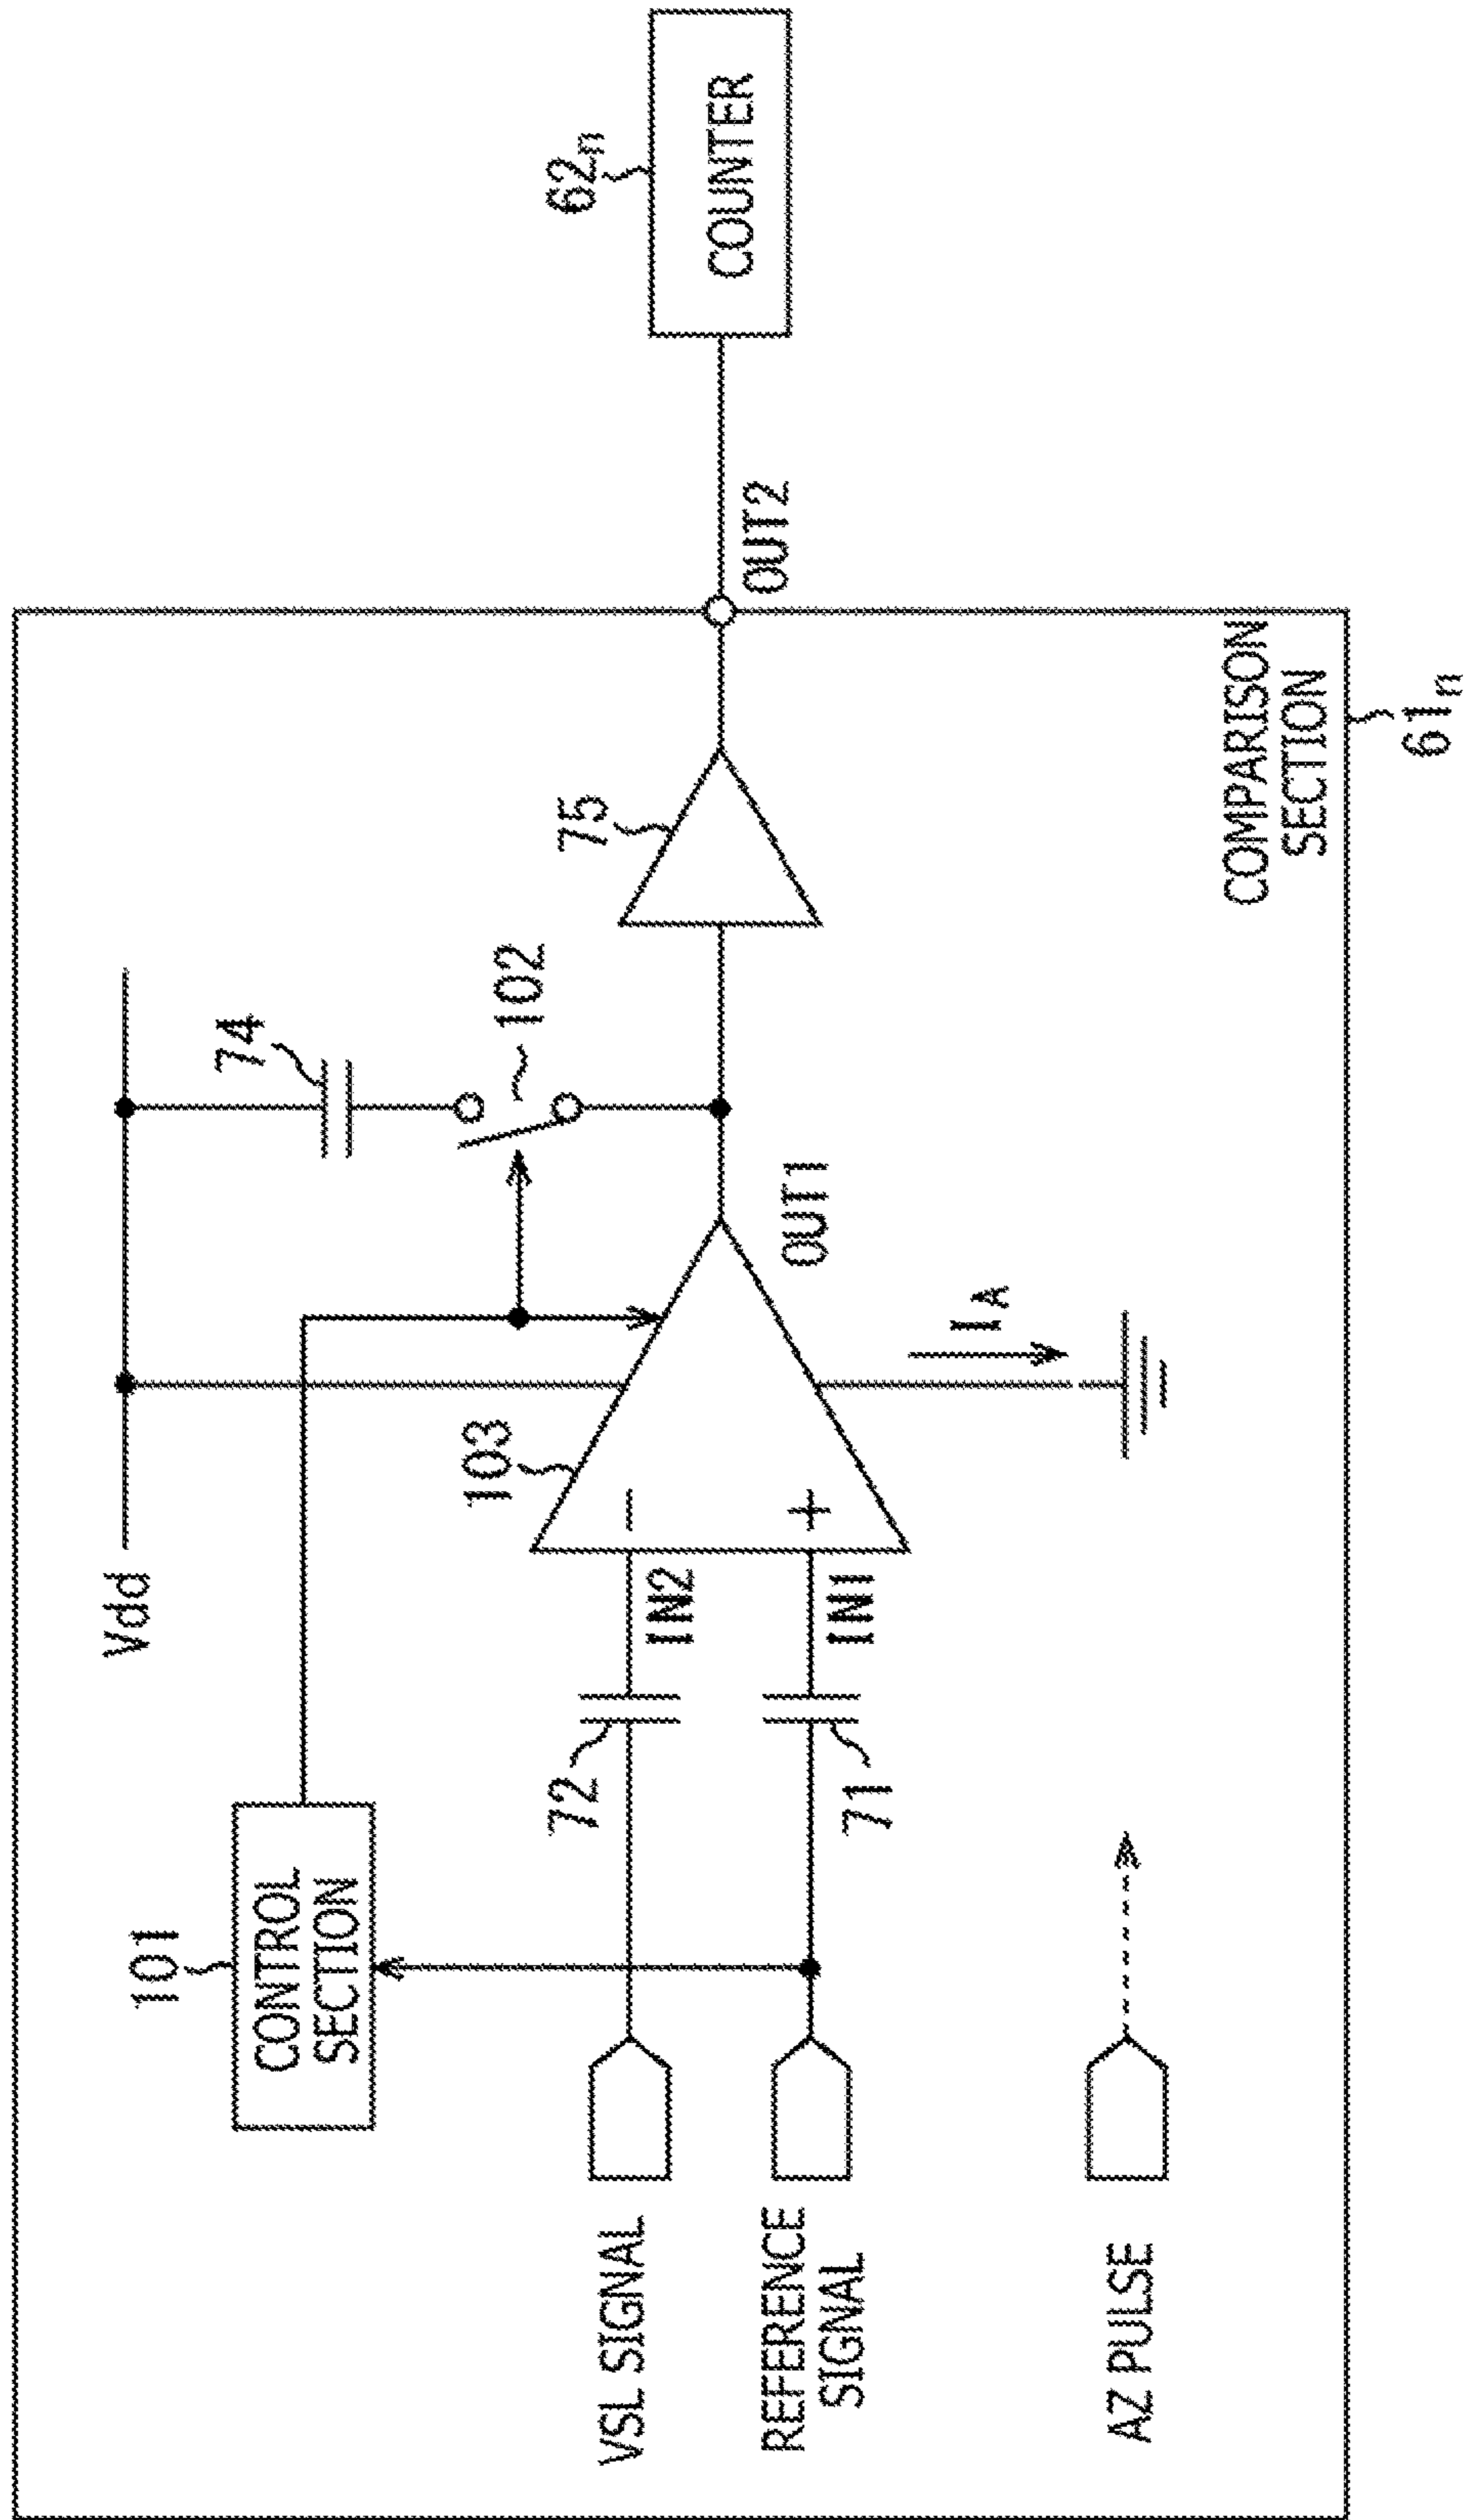 101
CONTROL
SECTION
Vdd
74
102
103
75
62n
COUNTER
VSL SIGNAL
72
IN2
OUT1
OUT2
REFERENCE
SIGNAL
71
IN1
IA
AZ PULSE
COMPARISON
SECTION
61n